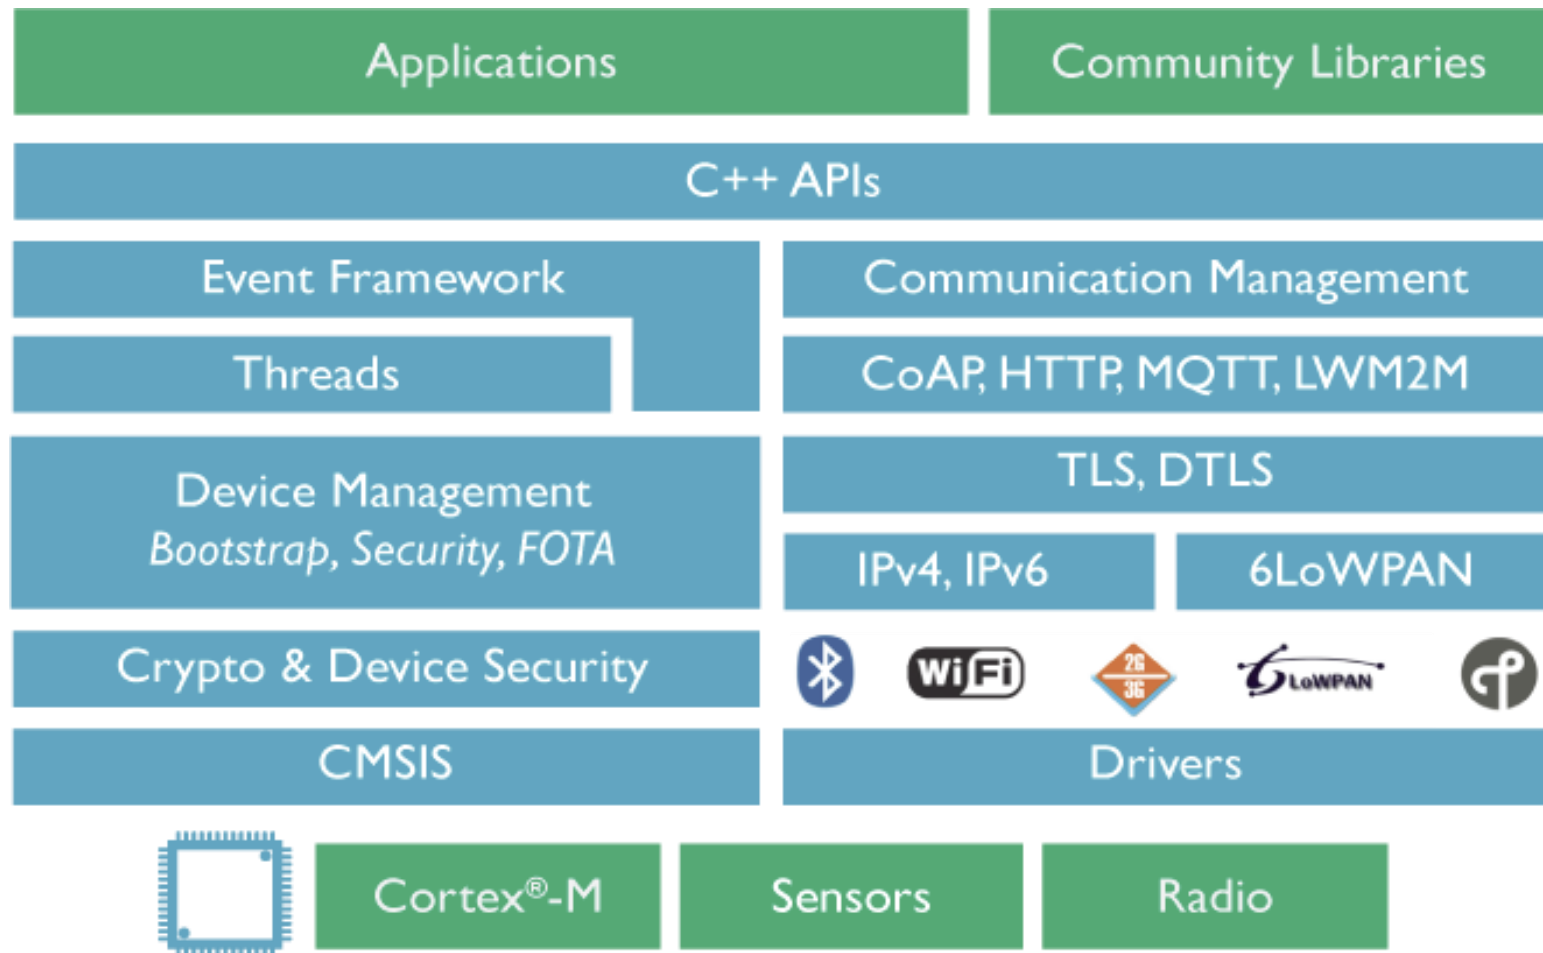 Applications
Community Libraries
C++ APIs
Event Framework
Communication Management
Threads
CoAP, HTTP, MQTT, LWM2M
Device Management
Bootstrap, Security, FOTA
TLS, DTLS
IPv4, IPv6
6LoWPAN
Crypto & Device Security
WiFi
2G
3G
6LoWPAN
CMSIS
Drivers
Cortex®-M
Sensors
Radio